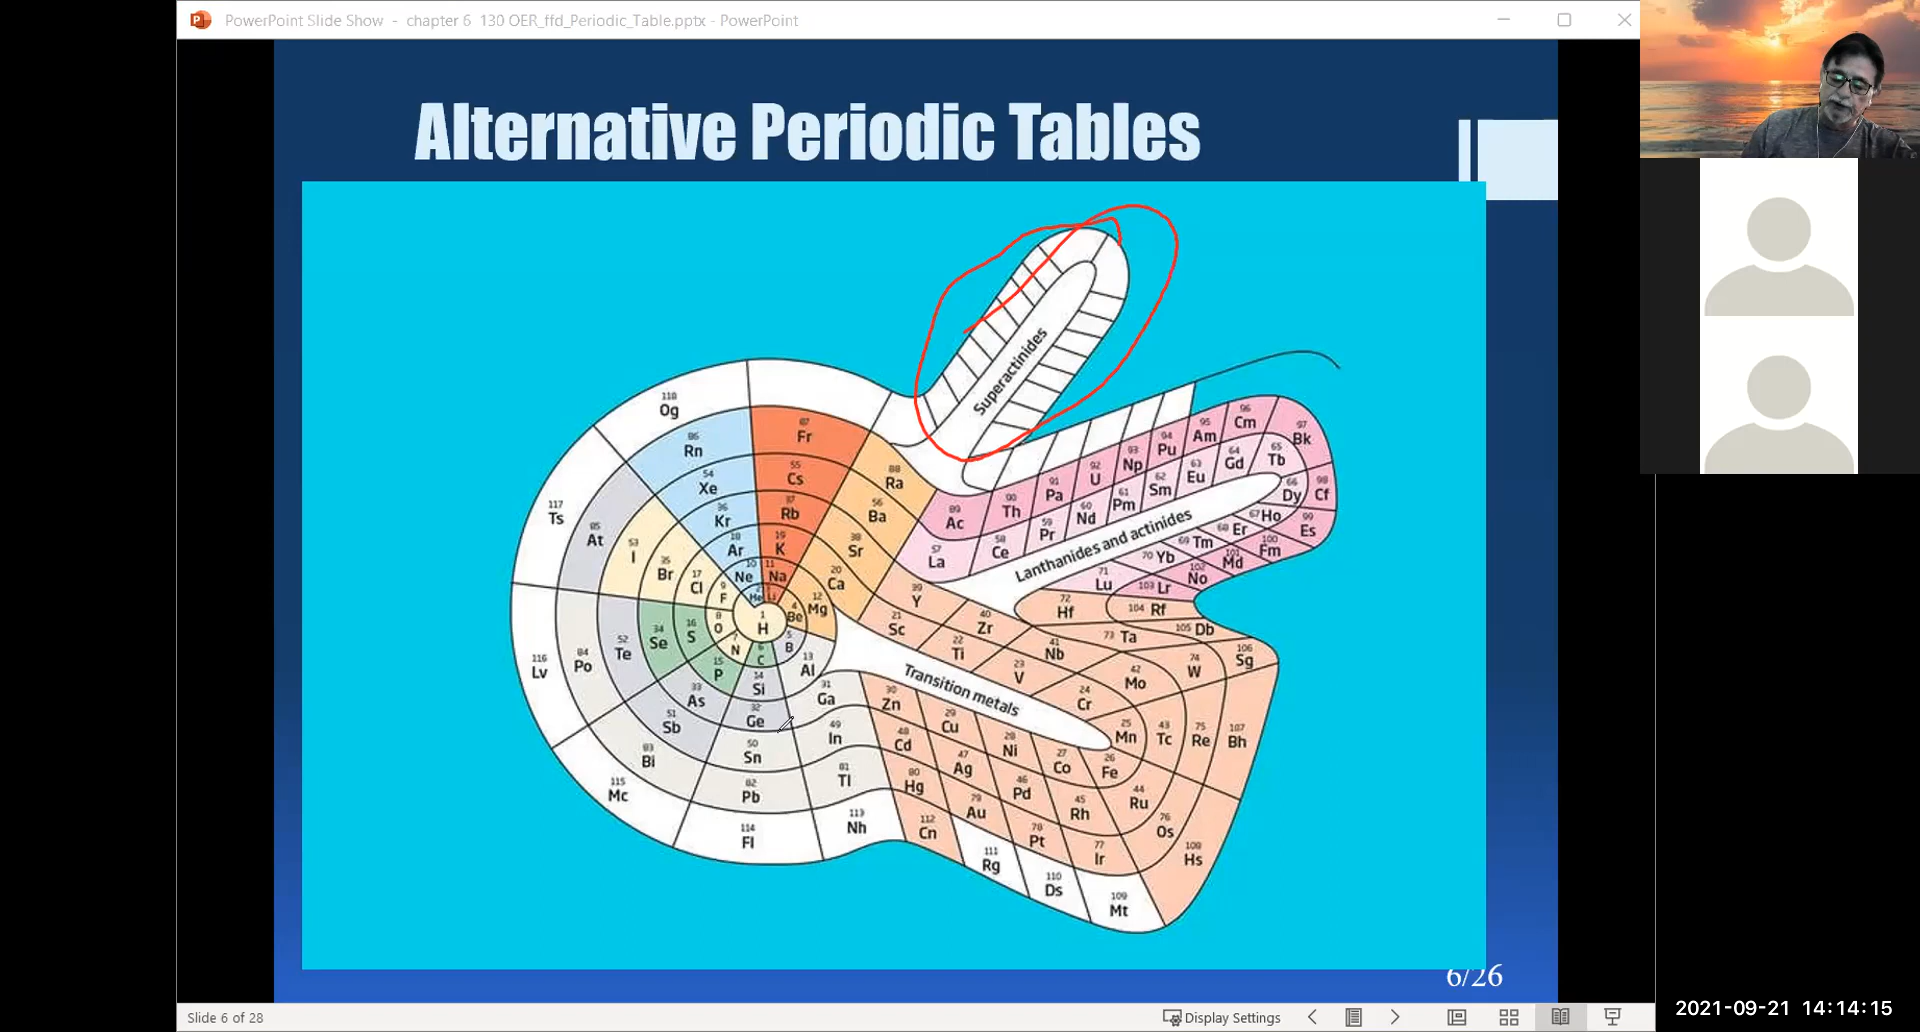 PowerPoint Slide Show - chapter 6 130 OER_ffd_Periodic_Table.pptx - PowerPoint
Alternative Periodic Tables
Superactinides
118 Og
86 Rn
54 Xe
36 Kr
18 Ar
10 Ne
He
87 Fr
55 Cs
37 Rb
19 K
11 Na
Li
88 Ra
56 Ba
38 Sr
20 Ca
12 Mg
4 Be
1 H
117 Ts
85 At
53 I
35 Br
17 Cl
9 F
116 Lv
84 Po
52 Te
34 Se
16 S
8 O
115 Mc
83 Bi
51 Sb
33 As
15 P
7 N
114 Fl
82 Pb
50 Sn
32 Ge
14 Si
6 C
113 Nh
81 Tl
49 In
31 Ga
13 Al
5 B
89 Ac
90 Th
91 Pa
92 U
93 Np
94 Pu
95 Am
96 Cm
97 Bk
98 Cf
99 Es
100 Fm
101 Md
102 No
103 Lr
57 La
58 Ce
59 Pr
60 Nd
61 Pm
62 Sm
63 Eu
64 Gd
65 Tb
66 Dy
67 Ho
68 Er
69 Tm
70 Yb
71 Lu
Lanthanides and actinides
39 Y
40 Zr
41 Nb
42 Mo
43 Tc
44 Ru
45 Rh
46 Pd
47 Ag
48 Cd
21 Sc
22 Ti
23 V
24 Cr
25 Mn
26 Fe
27 Co
28 Ni
29 Cu
30 Zn
72 Hf
73 Ta
74 W
75 Re
76 Os
77 Ir
78 Pt
79 Au
80 Hg
104 Rf
105 Db
106 Sg
107 Bh
108 Hs
109 Mt
110 Ds
111 Rg
112 Cn
Transition metals
6/26
Slide 6 of 28
Display Settings
2021-09-21 14:14:15